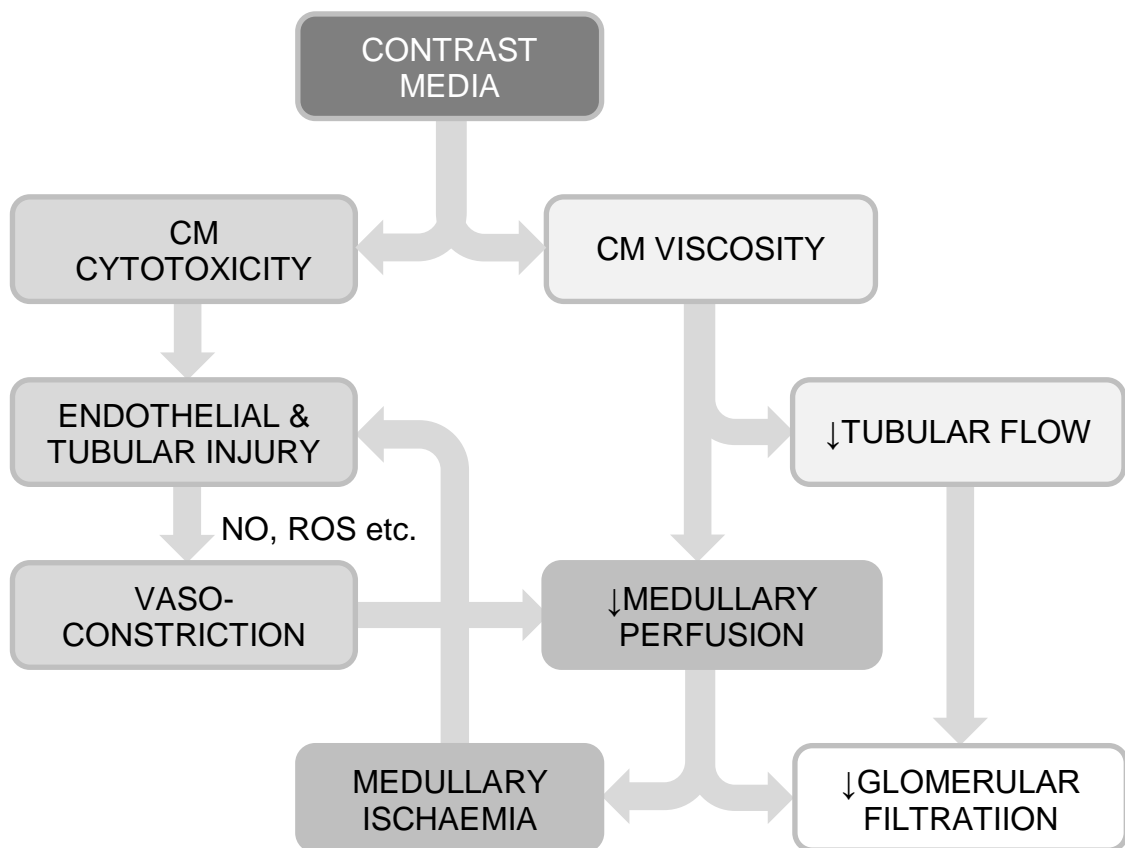 CONTRAST
MEDIA
CM
CYTOTOXICITY
CM VISCOSITY
ENDOTHELIAL &
TUBULAR INJURY
↓TUBULAR FLOW
NO, ROS etc.
VASO-
CONSTRICTION
↓MEDULLARY
PERFUSION
MEDULLARY
ISCHAEMIA
↓GLOMERULAR
FILTRATIION